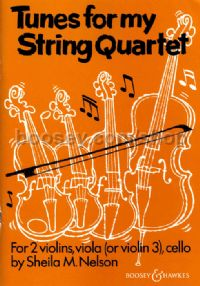 Tunes for my
String Quartet
For 2 violins, viola (or violin 3), cello
by Sheila M. Nelson
BOOSEY & HAWKES